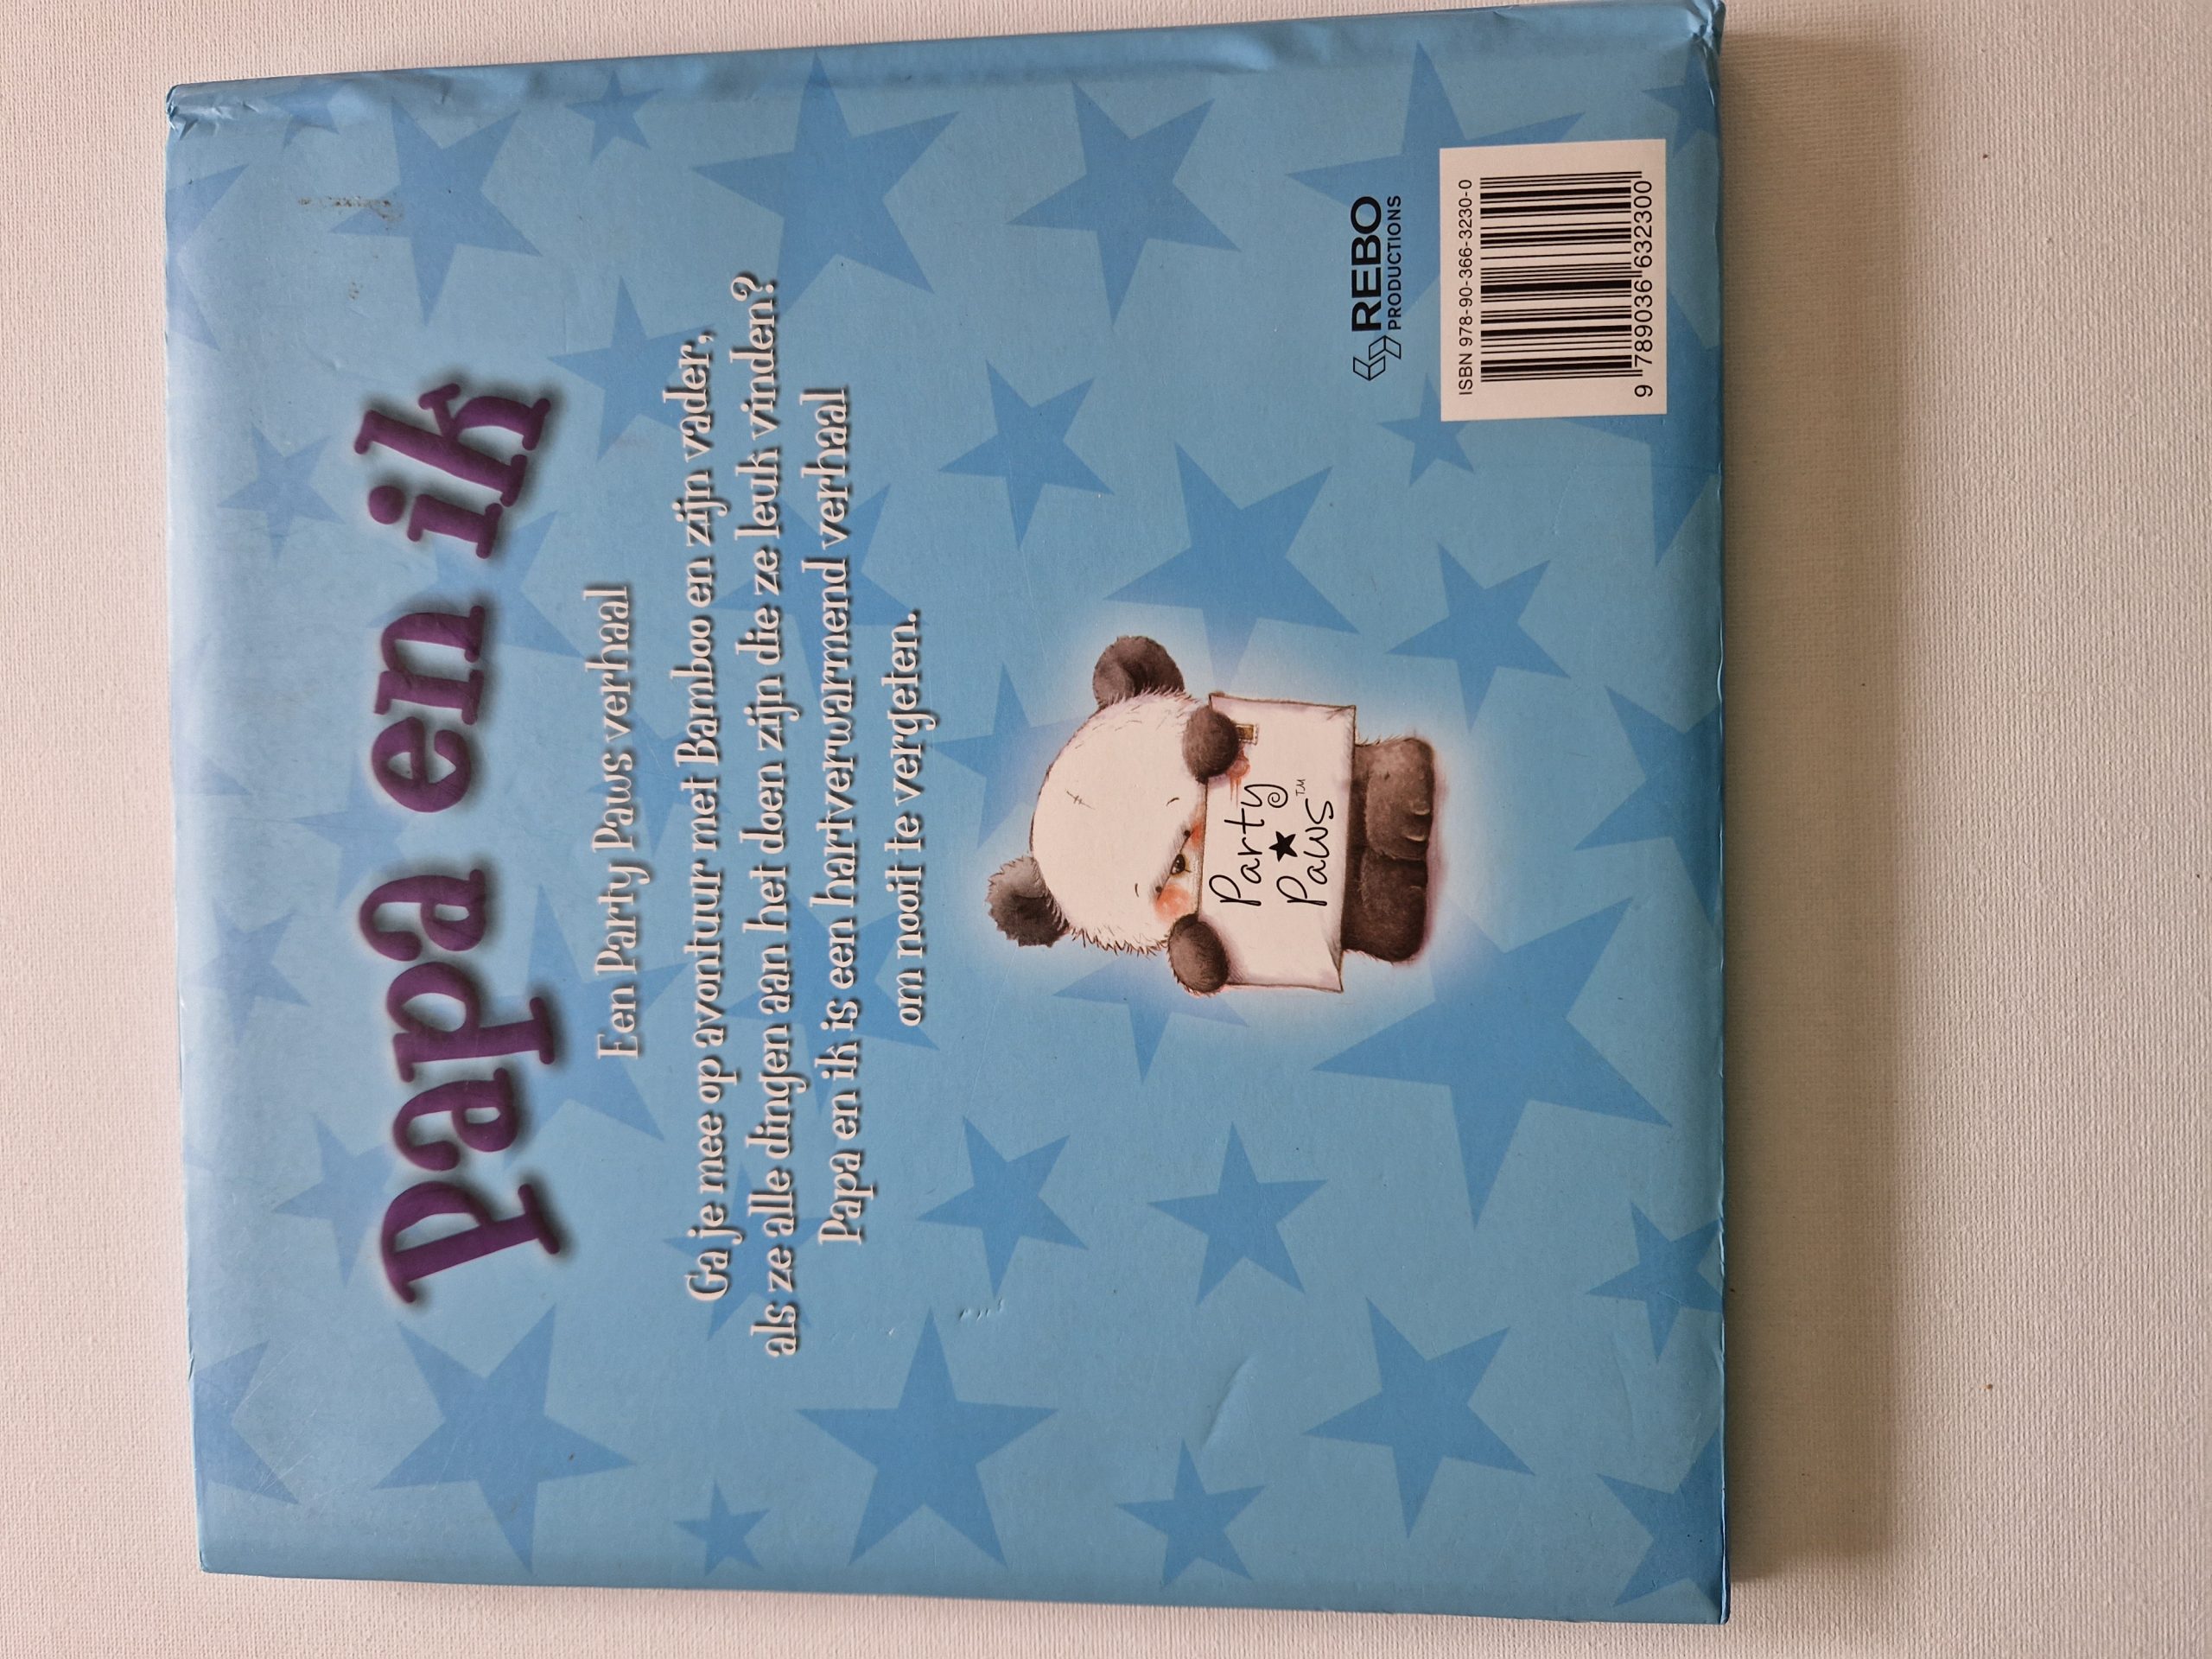 Papa en ik
Een Party Paws verhaal
Ga je mee op avontuur met Bamboo en zijn vader,
als ze alle dingen aan het doen zijn die ze leuk vinden?
Papa en ik is een hartverwarmend verhaal
om nooit te vergeten.
Party
Paws™
REBO
PRODUCTIONS
ISBN 978-90-366-3230-0
9 789036 632300